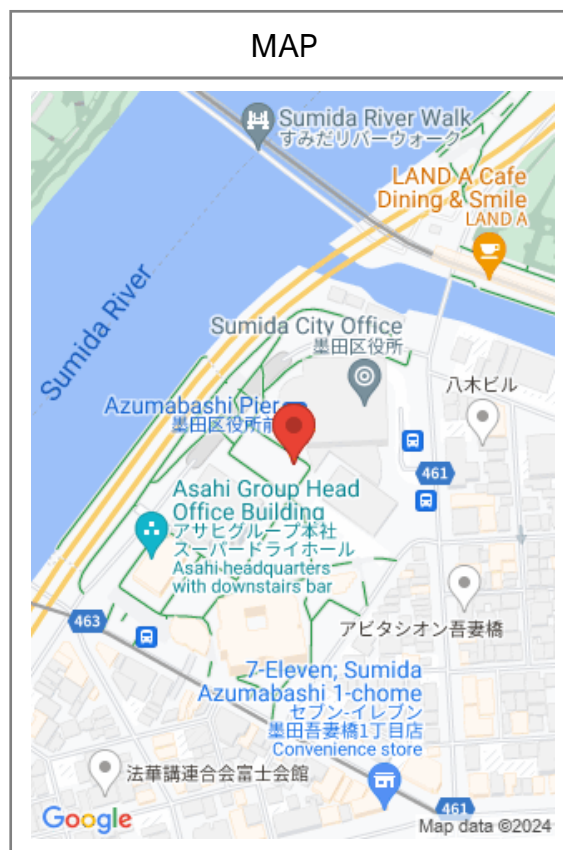 MAP
Sumida River Walk
すみだリバーウォーク
LAND A Cafe
Dining & Smile
LAND A
Sumida River
Sumida City Office
墨田区役所
八木ビル
Azumabashi Pier
墨田区役所前
461
Asahi Group Head
Office Building
アサヒグループ本社
スーパードライホール
Asahi headquarters
with downstairs bar
463
アビタシオン吾妻橋
7-Eleven; Sumida
Azumabashi 1-chome
セブン-イレブン
墨田吾妻橋1丁目店
Convenience store
法華講連合会富士会館
461
Google
Map data ©2024